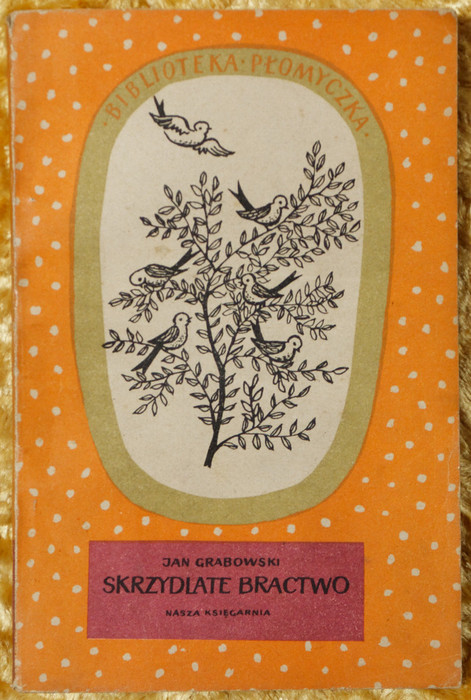 ·BIBLIOTEKA·PŁOMYCZKA·
JAN GRABOWSKI
SKRZYDLATE BRACTWO
NASZA KSIĘGARNIA